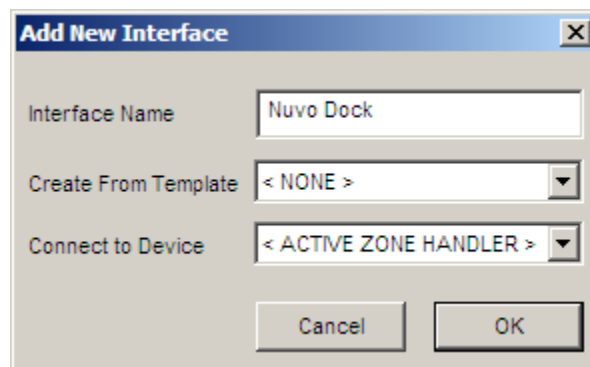 Add New Interface
Interface Name Nuvo Dock
Create From Template < NONE >
Connect to Device < ACTIVE ZONE HANDLER >
Cancel OK